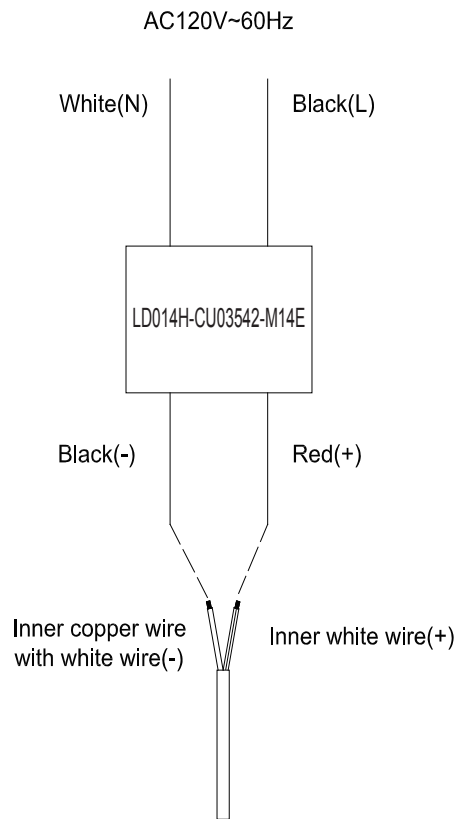 AC120V~60Hz
White(N)
Black(L)
LD014H-CU03542-M14E
Black(-)
Red(+)
Inner copper wire
with white wire(-)
Inner white wire(+)